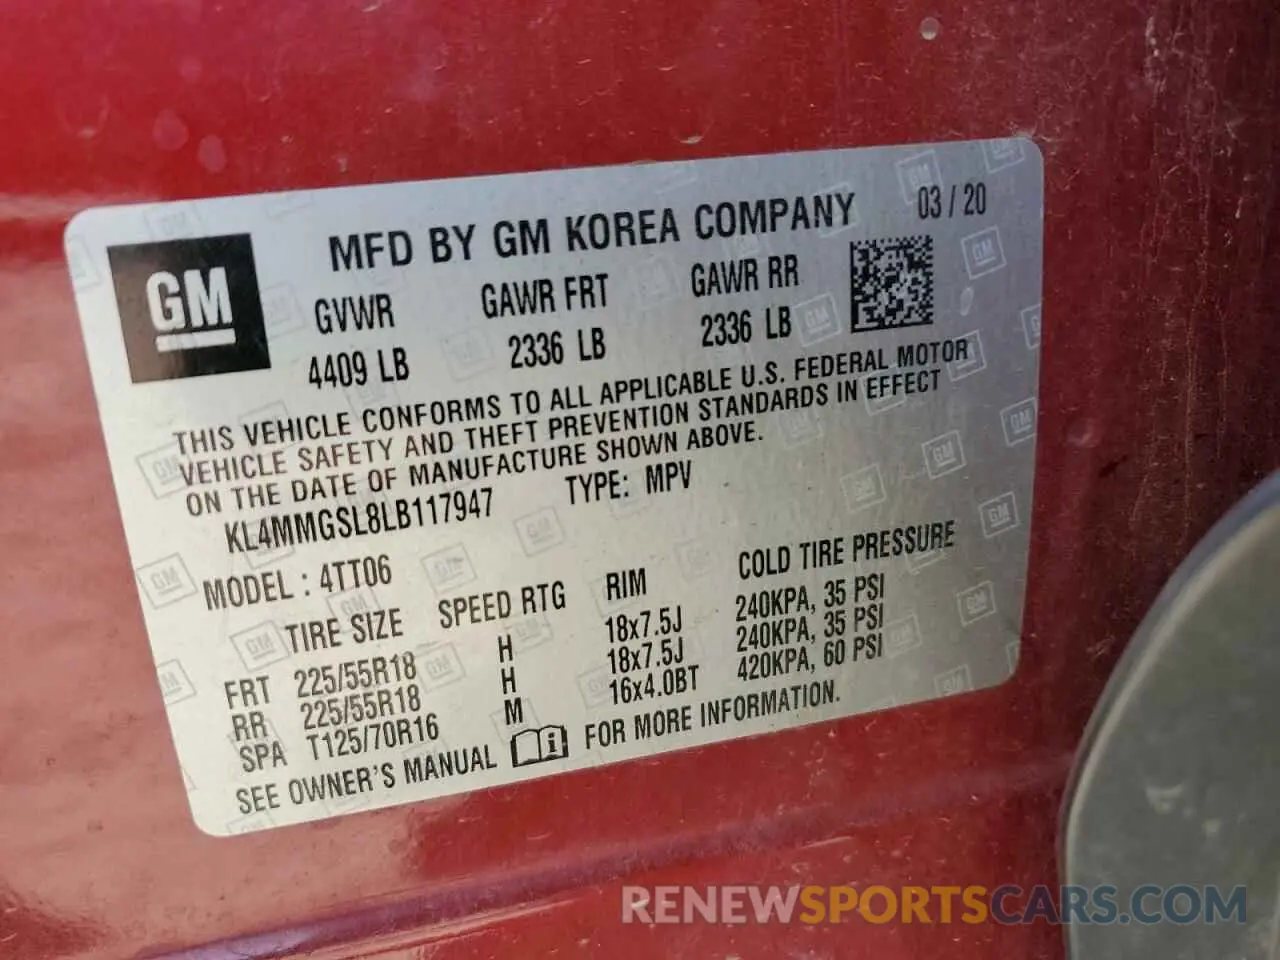 GM
MFD BY GM KOREA COMPANY 03 / 20
GVWR GAWR FRT GAWR RR
4409 LB 2336 LB 2336 LB
THIS VEHICLE CONFORMS TO ALL APPLICABLE U.S. FEDERAL MOTOR
VEHICLE SAFETY AND THEFT PREVENTION STANDARDS IN EFFECT
ON THE DATE OF MANUFACTURE SHOWN ABOVE.
KL4MMGSL8LB117947 TYPE: MPV
MODEL : 4TT06
TIRE SIZE SPEED RTG RIM COLD TIRE PRESSURE
FRT 225/55R18 H 18x7.5J 240KPA, 35 PSI
RR 225/55R18 H 18x7.5J 240KPA, 35 PSI
SPA T125/70R16 M 16x4.0BT 420KPA, 60 PSI
SEE OWNER'S MANUAL i FOR MORE INFORMATION.
RENEWSPORTSCARS.COM